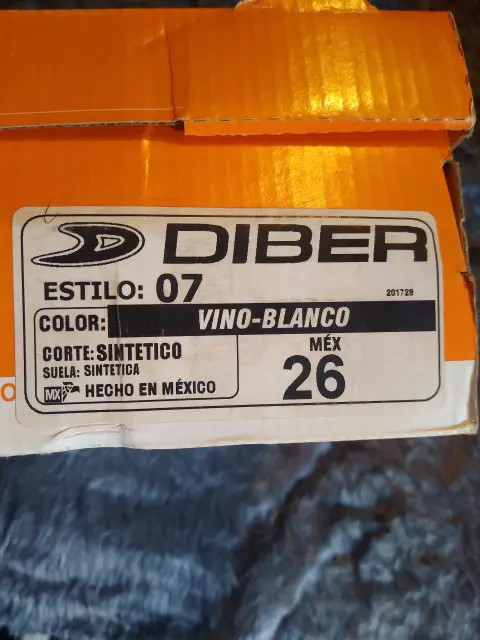 DIBER
ESTILO: 07
201728
COLOR: VINO-BLANCO
CORTE: SINTETICO
SUELA: SINTETICA
MX HECHO EN MÉXICO
MÉX
26